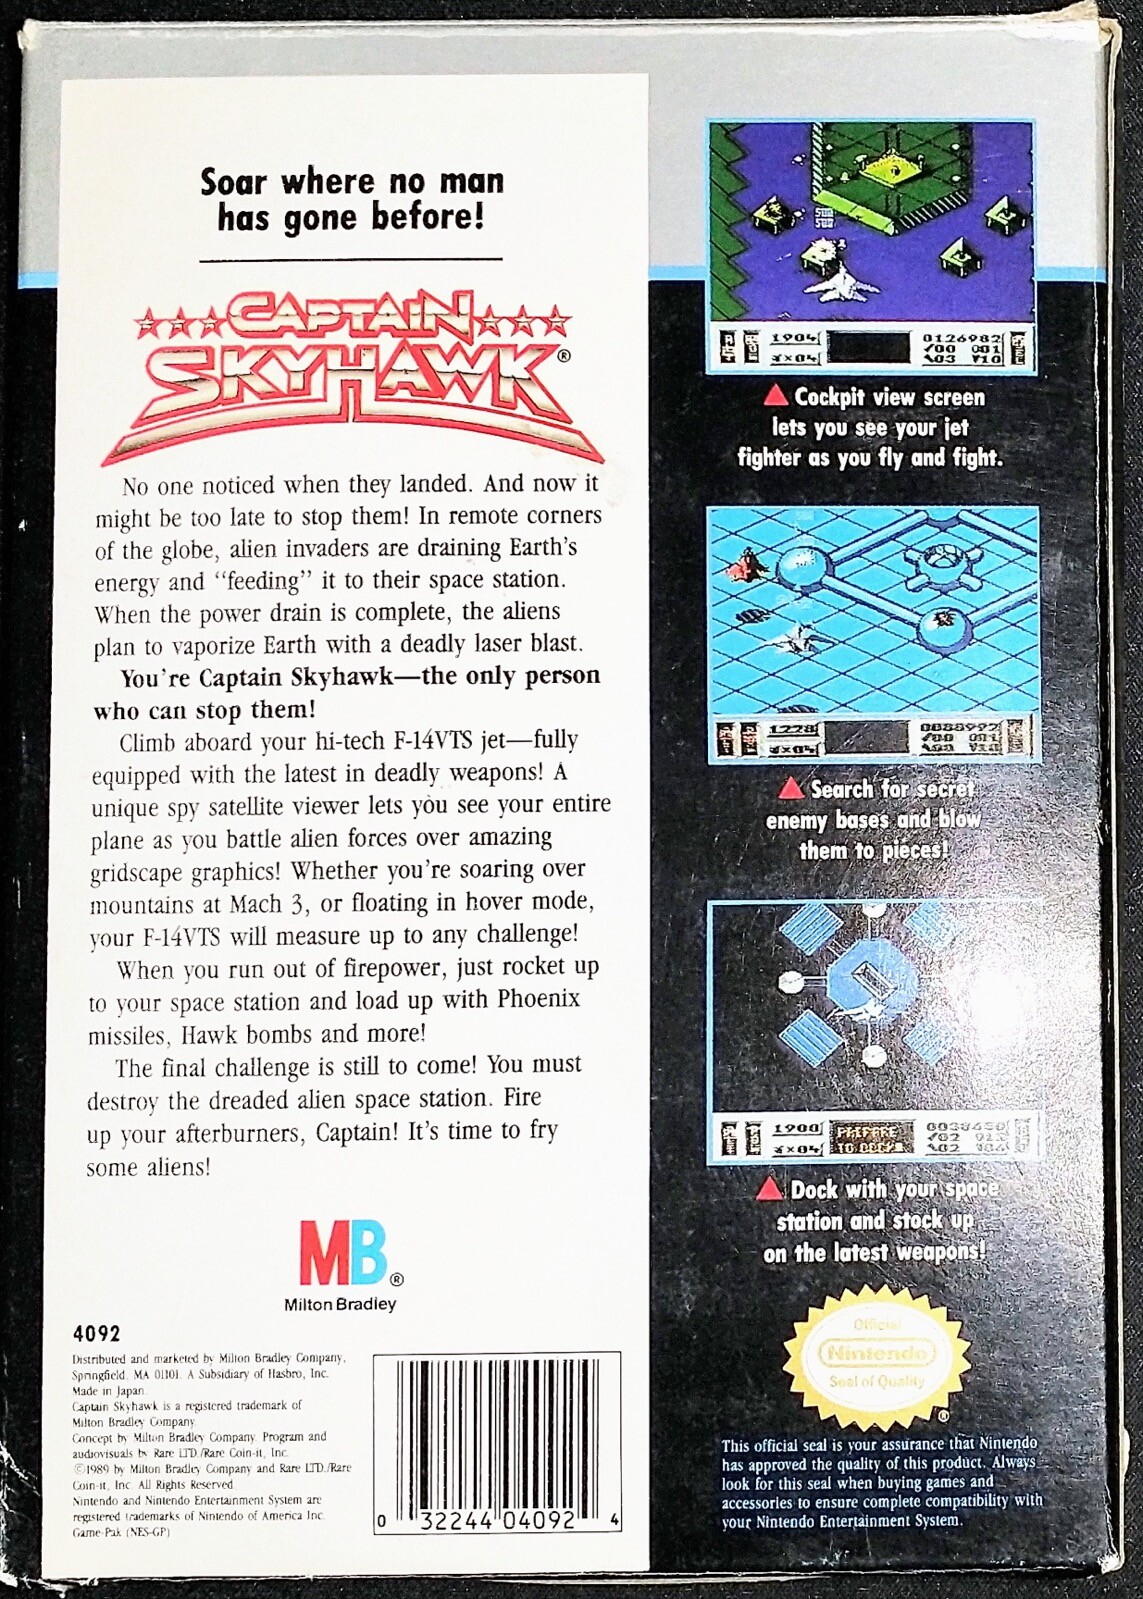 Soar where no man
has gone before!
CAPTAIN
SKYHAWK®
No one noticed when they landed. And now it
might be too late to stop them! In remote corners
of the globe, alien invaders are draining Earth's
energy and "feeding" it to their space station.
When the power drain is complete, the aliens
plan to vaporize Earth with a deadly laser blast.
You're Captain Skyhawk—the only person
who can stop them!
Climb aboard your hi-tech F-14VTS jet—fully
equipped with the latest in deadly weapons! A
unique spy satellite viewer lets you see your entire
plane as you battle alien forces over amazing
gridscape graphics! Whether you're soaring over
mountains at Mach 3, or floating in hover mode,
your F-14VTS will measure up to any challenge!
When you run out of firepower, just rocket up
to your space station and load up with Phoenix
missiles, Hawk bombs and more!
The final challenge is still to come! You must
destroy the dreaded alien space station. Fire
up your afterburners, Captain! It's time to fry
some aliens!
MB®
Milton Bradley
4092
Distributed and marketed by Milton Bradley Company,
Springfield, MA 01101. A Subsidiary of Hasbro, Inc.
Made in Japan.
Captain Skyhawk is a registered trademark of
Milton Bradley Company.
Concept by Milton Bradley Company. Program and
audiovisuals by Rare LTD./Rare Coin-it, Inc.
©1989 by Milton Bradley Company and Rare LTD./Rare
Coin-it, Inc. All Rights Reserved.
Nintendo and Nintendo Entertainment System are
registered trademarks of Nintendo of America Inc.
Game-Pak (NES-GP)
0 32244 04092 4
1904
0126982
×04
Cockpit view screen
lets you see your jet
fighter as you fly and fight.
1228
×04
Search for secret
enemy bases and blow
them to pieces!
1900
PREPARE
TO DOCK
×04
Dock with your space
station and stock up
on the latest weapons!
Official
Nintendo
Seal of Quality
®
This official seal is your assurance that Nintendo
has approved the quality of this product. Always
look for this seal when buying games and
accessories to ensure complete compatibility with
your Nintendo Entertainment System.